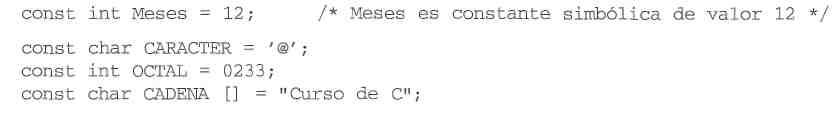 const int Meses = 12;      /* Meses es constante simbólica de valor 12 */
const char CARACTER = '@';
const int OCTAL = 0233;
const char CADENA [] = "Curso de C";